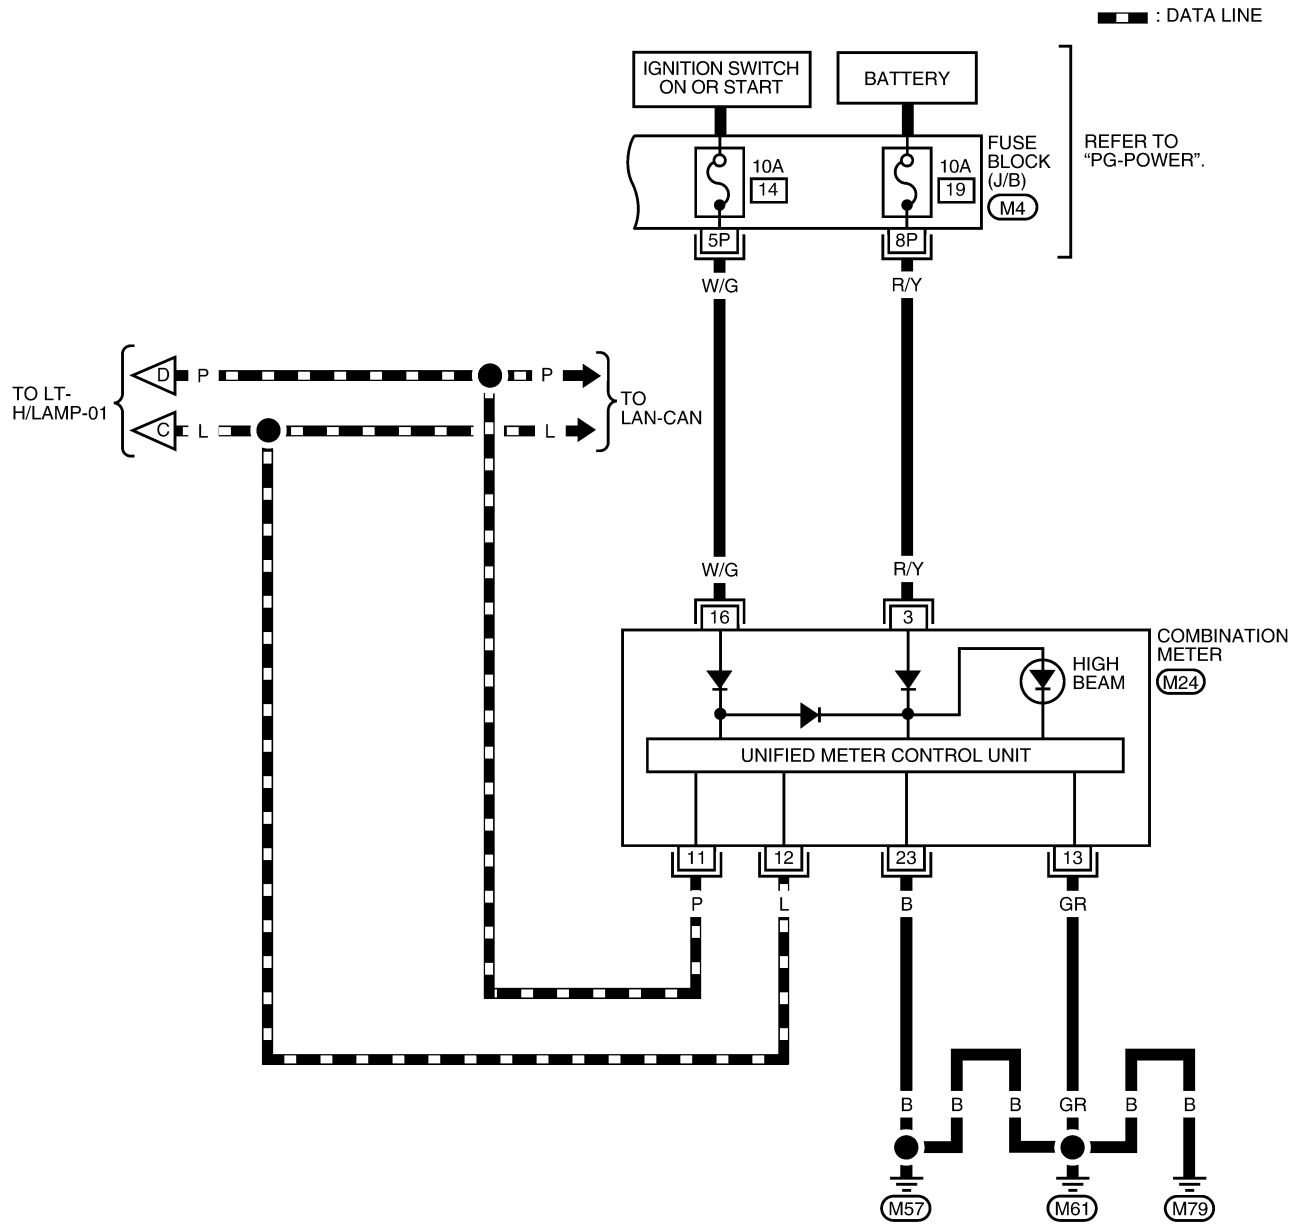 : DATA LINE
IGNITION SWITCH
ON OR START
BATTERY
10A
14
10A
19
FUSE
BLOCK
(J/B)
M4
REFER TO
“PG-POWER”.
5P
8P
W/G
R/Y
TO LT-
H/LAMP-01
D
P
P
C
L
L
TO
LAN-CAN
W/G
R/Y
16
3
COMBINATION
METER
M24
HIGH
BEAM
UNIFIED METER CONTROL UNIT
11
12
23
13
P
L
B
GR
B
B
B
GR
B
B
M57
M61
M79